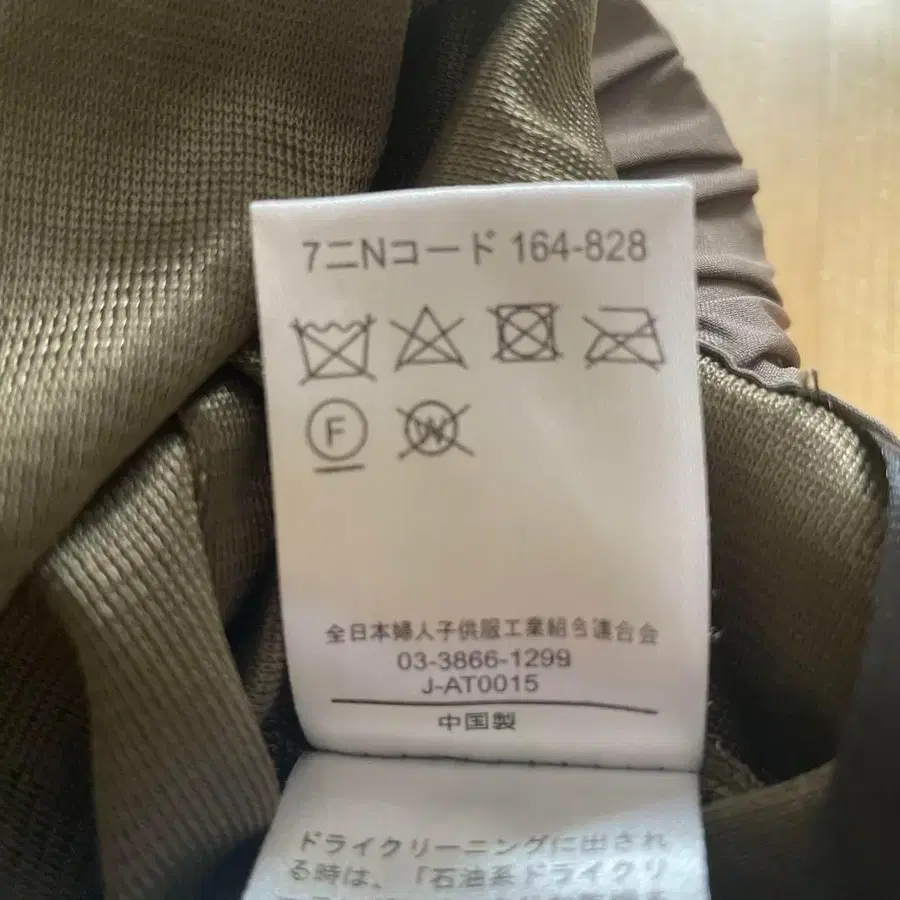 7ニNコード 164-828
F
W
全日本婦人子供服工業組合連合会
03-3866-1299
J-AT0015
中国製
ドライクリーニングに出され
る時は、「石油系ドライクリ